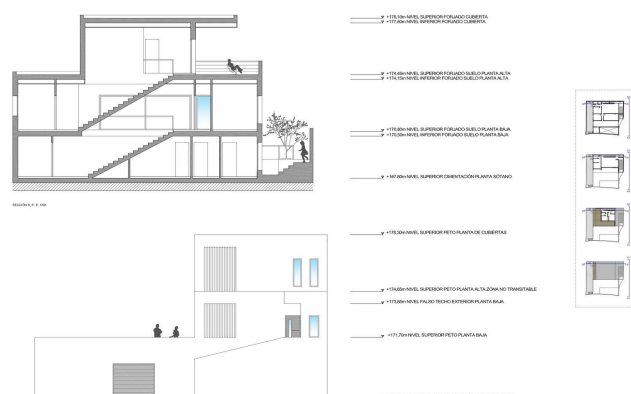 +178,10m NIVEL SUPERIOR FORJADO CUBIERTA
+177,80m NIVEL INFERIOR FORJADO CUBIERTA
+174,45m NIVEL SUPERIOR FORJADO SUELO PLANTA ALTA
+174,15m NIVEL INFERIOR FORJADO SUELO PLANTA ALTA
+170,80m NIVEL SUPERIOR FORJADO SUELO PLANTA BAJA
+170,50m NIVEL INFERIOR FORJADO SUELO PLANTA BAJA
+167,60m NIVEL SUPERIOR CIMENTACIÓN PLANTA SÓTANO
+178,30m NIVEL SUPERIOR PETO PLANTA DE CUBIERTAS
+174,65m NIVEL SUPERIOR PETO PLANTA ALTA ZONA NO TRANSITABLE
NIVEL FALSO TECHO EXTERIOR PLANTA BAJA
+171,70m NIVEL SUPERIOR PETO PLANTA BAJA